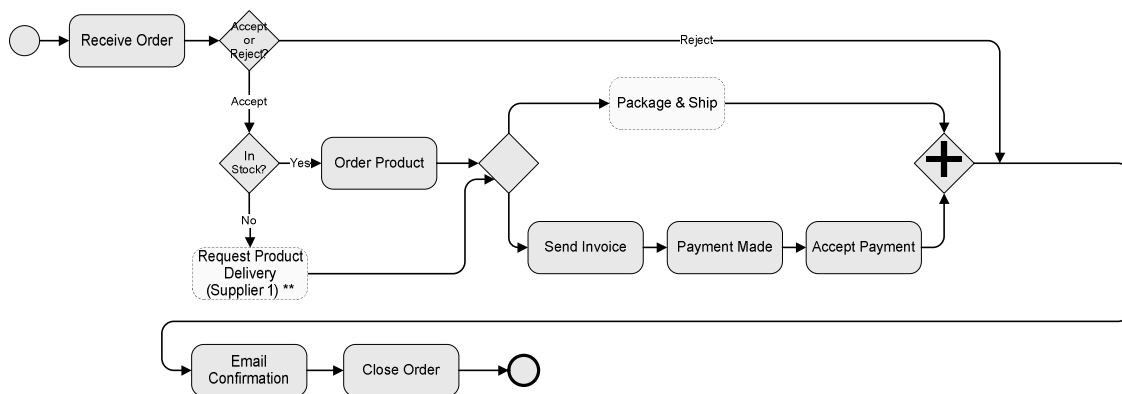 Receive Order
Accept
or
Reject?
Reject
Accept
Package & Ship
In
Stock?
Yes
Order Product
No
Request Product
Delivery
(Supplier 1) **
Send Invoice
Payment Made
Accept Payment
Email
Confirmation
Close Order